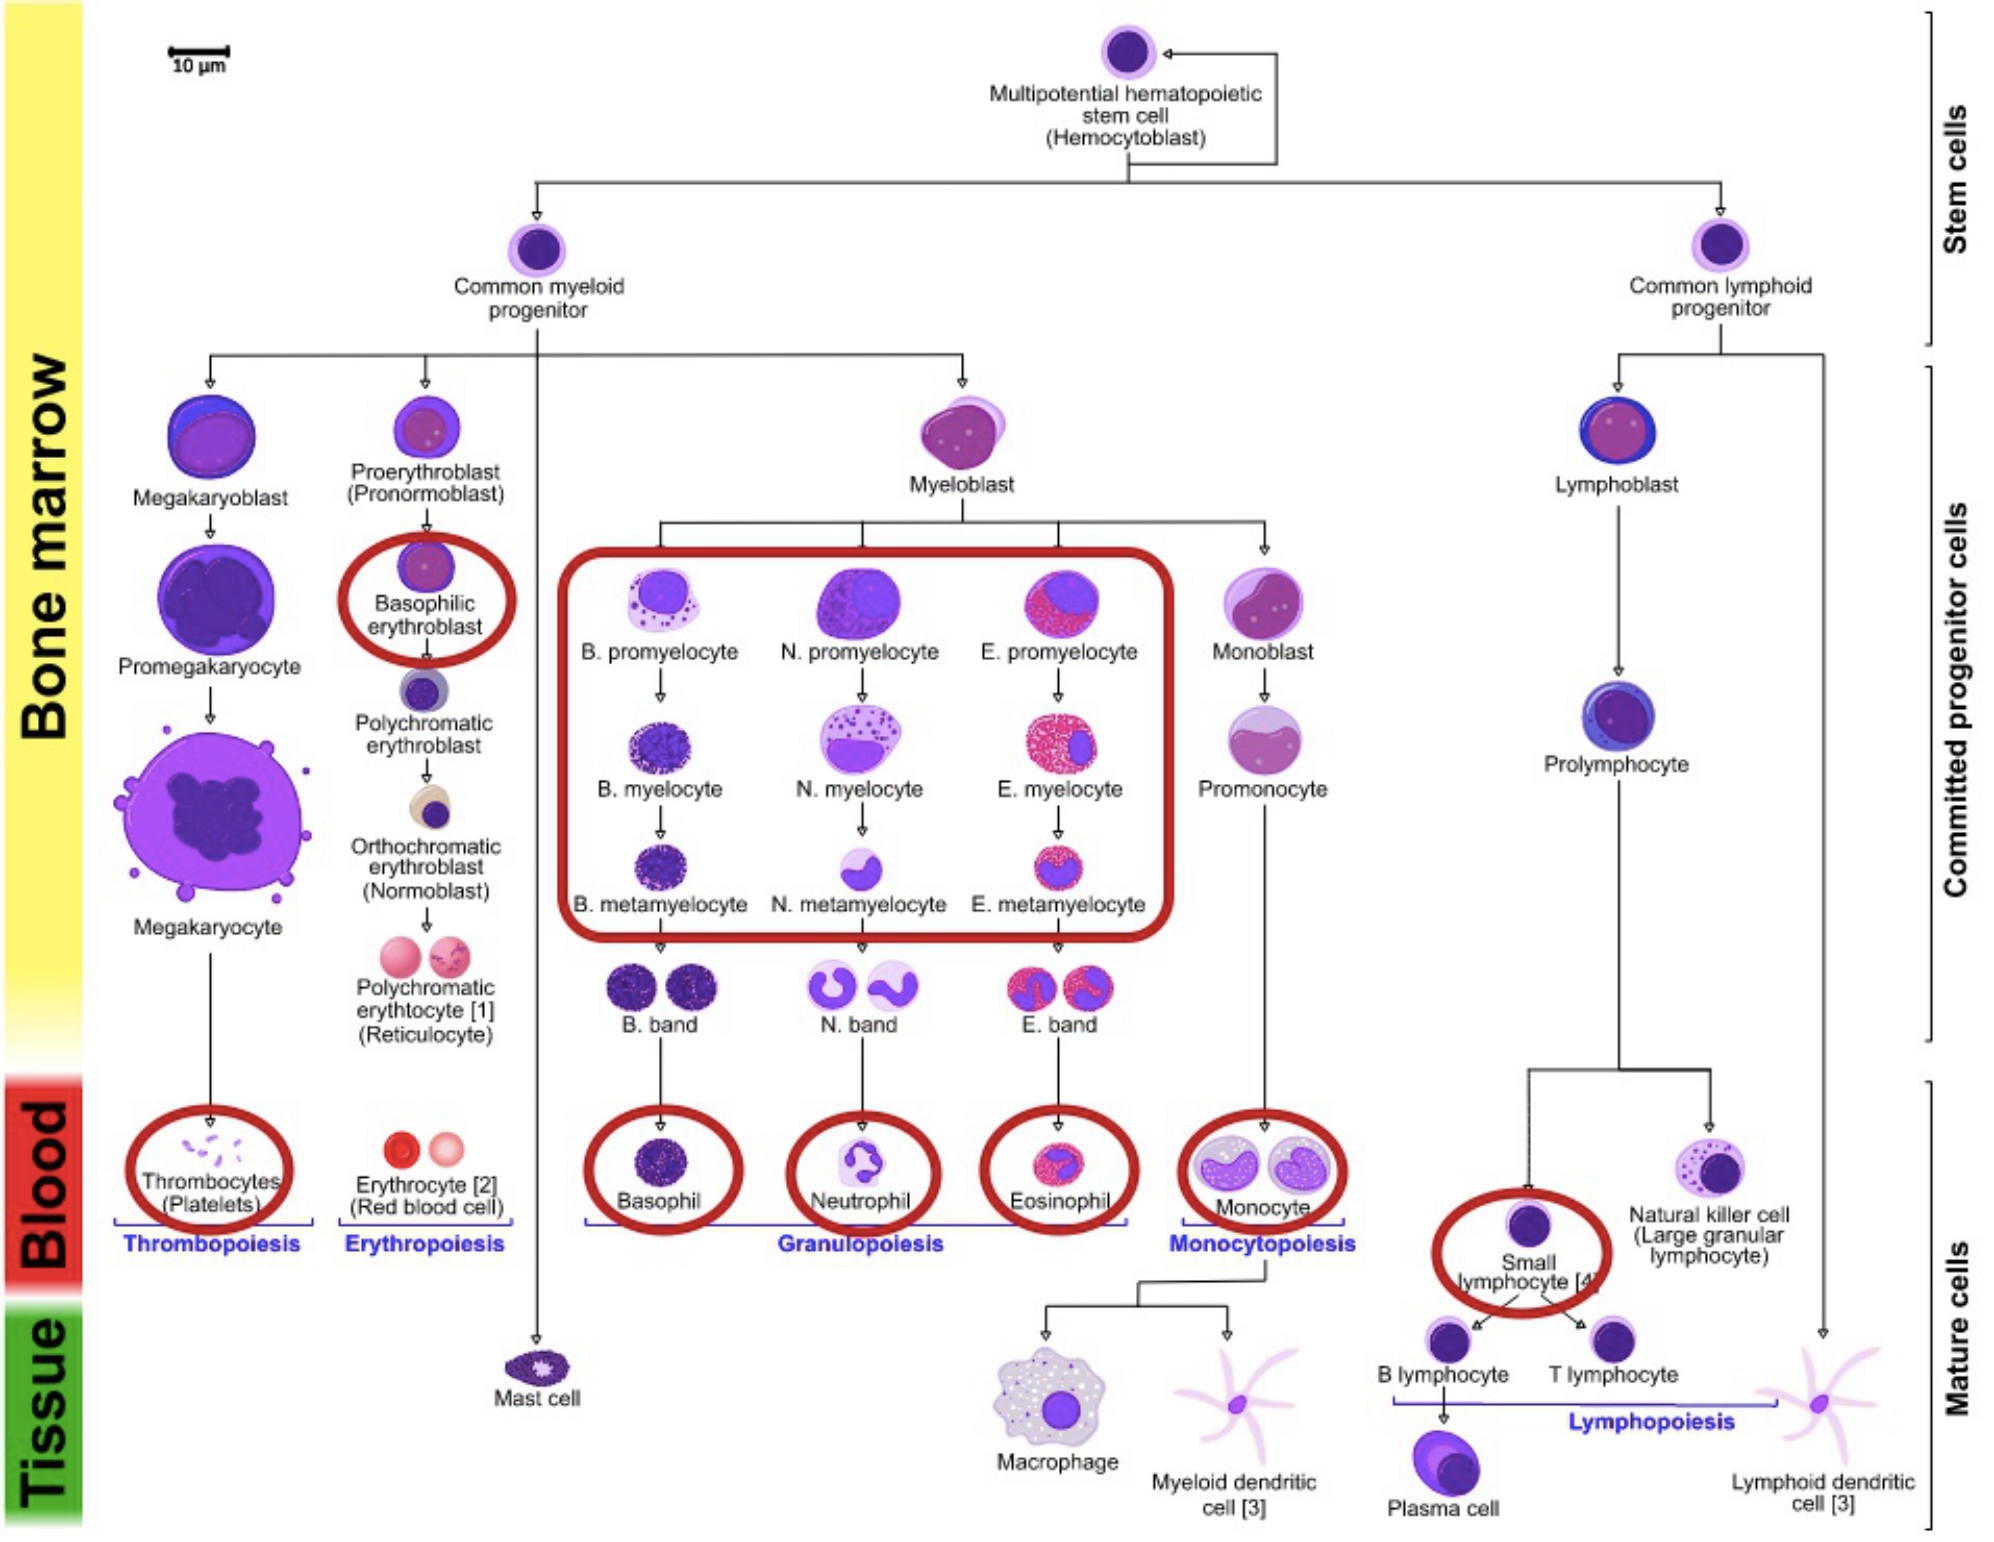 10 µm
Multipotential hematopoietic
stem cell
(Hemocytoblast)
Common myeloid
progenitor
Common lymphoid
progenitor
Megakaryoblast
Proerythroblast
(Pronormoblast)
Myeloblast
Lymphoblast
Promegakaryocyte
Basophilic
erythroblast
B. promyelocyte
N. promyelocyte
E. promyelocyte
Monoblast
Polychromatic
erythroblast
B. myelocyte
N. myelocyte
E. myelocyte
Promonocyte
Prolymphocyte
Megakaryocyte
Orthochromatic
erythroblast
(Normoblast)
B. metamyelocyte
N. metamyelocyte
E. metamyelocyte
Polychromatic
erythtocyte [1]
(Reticulocyte)
B. band
N. band
E. band
Thrombocytes
(Platelets)
Erythrocyte [2]
(Red blood cell)
Basophil
Neutrophil
Eosinophil
Monocyte
Small
lymphocyte [4]
Natural killer cell
(Large granular
lymphocyte)
Thrombopoiesis
Erythropoiesis
Granulopoiesis
Monocytopoiesis
Mast cell
Macrophage
Myeloid dendritic
cell [3]
B lymphocyte
T lymphocyte
Lymphopoiesis
Plasma cell
Lymphoid dendritic
cell [3]
Bone marrow
Blood
Tissue
Stem cells
Committed progenitor cells
Mature cells